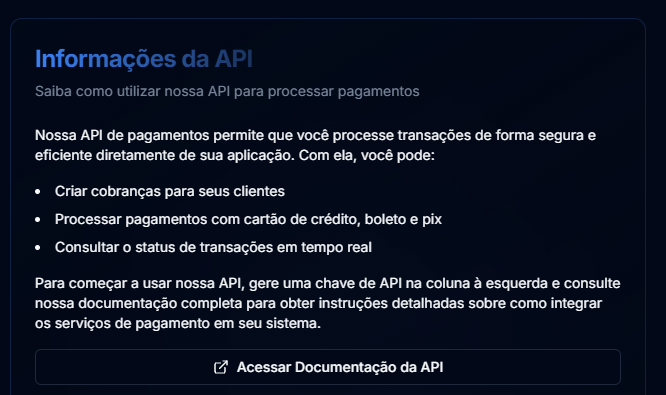 Informações da API
Saiba como utilizar nossa API para processar pagamentos
Nossa API de pagamentos permite que você processe transações de forma segura e
eficiente diretamente de sua aplicação. Com ela, você pode:
• Criar cobranças para seus clientes
• Processar pagamentos com cartão de crédito, boleto e pix
• Consultar o status de transações em tempo real
Para começar a usar nossa API, gere uma chave de API na coluna à esquerda e consulte
nossa documentação completa para obter instruções detalhadas sobre como integrar
os serviços de pagamento em seu sistema.
Acessar Documentação da API